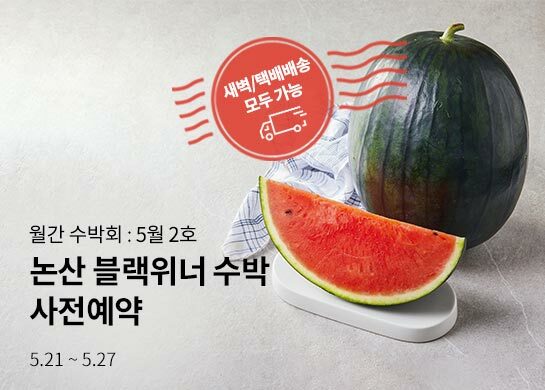 새벽/택배배송
모두 가능
월간 수박회 : 5월 2호
논산 블랙위너 수박
사전예약
5.21 ~ 5.27